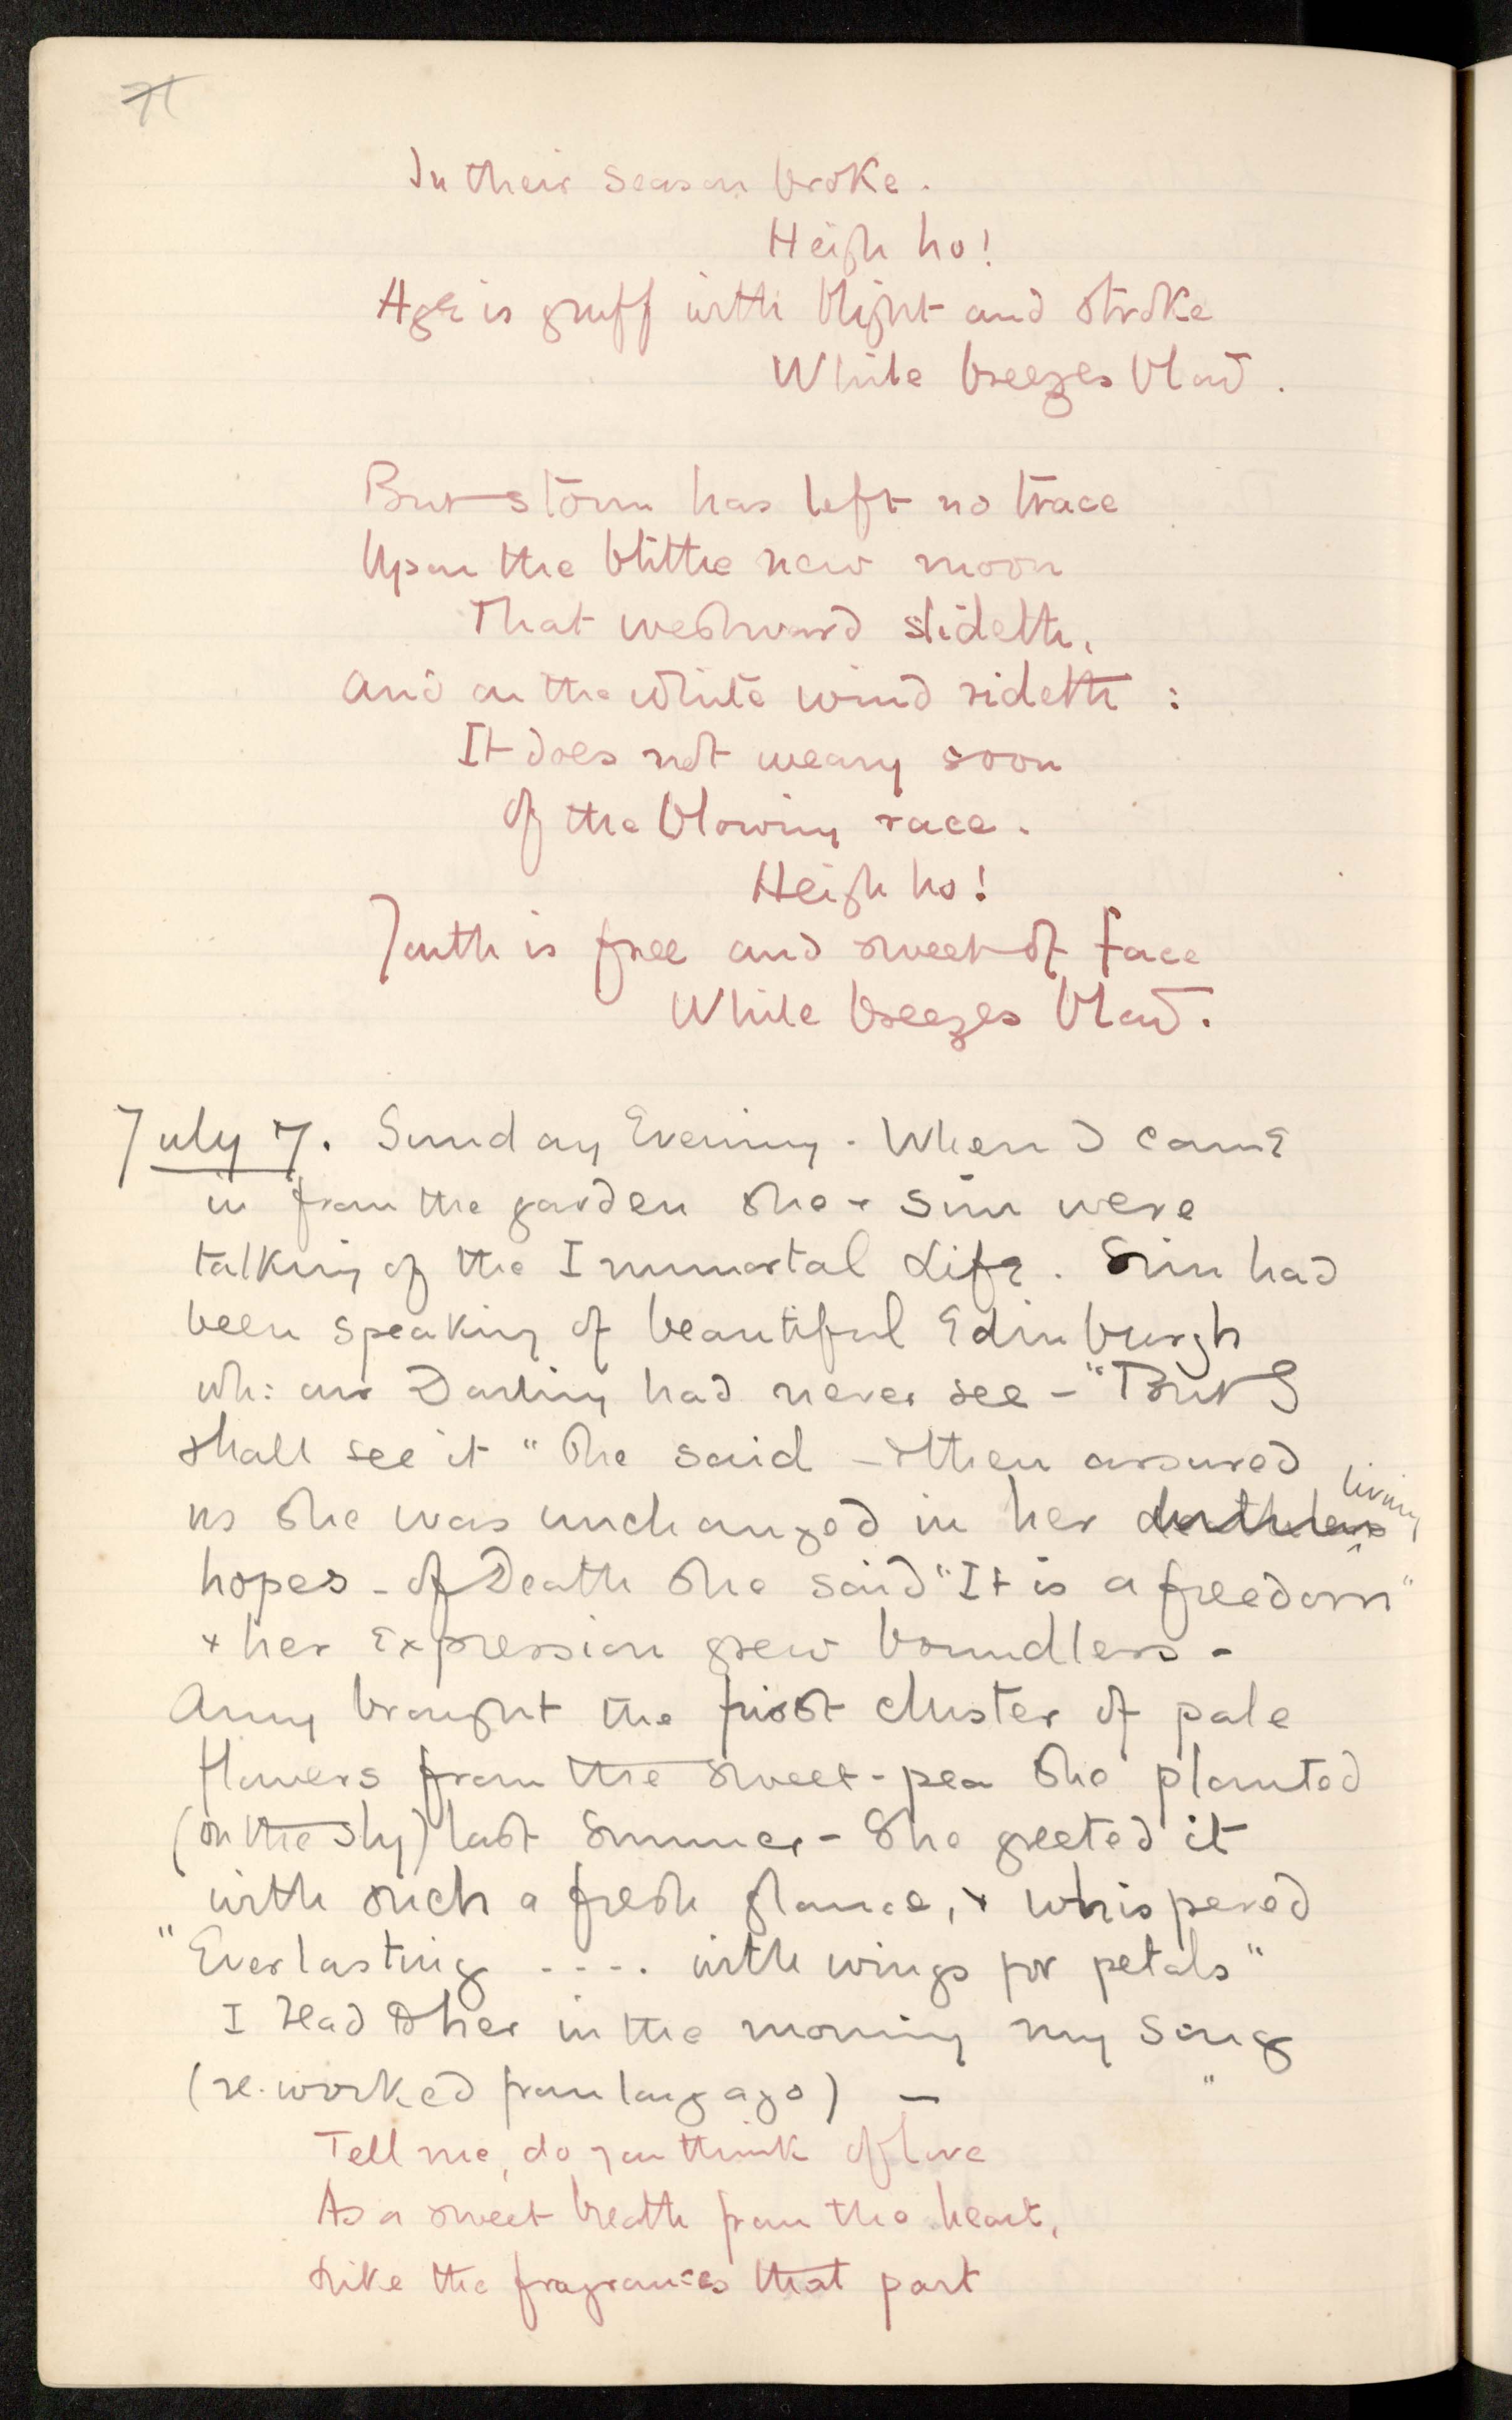 71
In their season broke.
Heigh ho!
Age is gruff with blight and stroke
While breezes blow.
But storm has left no trace
Upon the blithe new moon
That westward slideth,
And on the white wind rideth :
It does not weary soon
Of the blowing race.
Heigh ho!
Youth is free and sweet of face
While breezes blow.
July 7. Sunday Evening. When I came
in from the garden she & Sim were
talking of the Immortal Life. Sim had
been speaking of beautiful Edinburgh
wh: our Darling had never see – "But I
shall see it" she said – & then assured
us she was unchanged in her deathless living
hopes – of Death she said "It is a freedom"
& her expression grew boundless –
Amy brought the first cluster of pale
flowers from the sweet-pea she planted
(on the sly) last Summer – She greeted it
with such a fresh glance, & whispered
"Everlasting .... with wings for petals"
I read to her in the morning my song
(re-worked from long ago) –
Tell me, do you think of love
As a sweet breath from the heart,
Like the fragrances that part